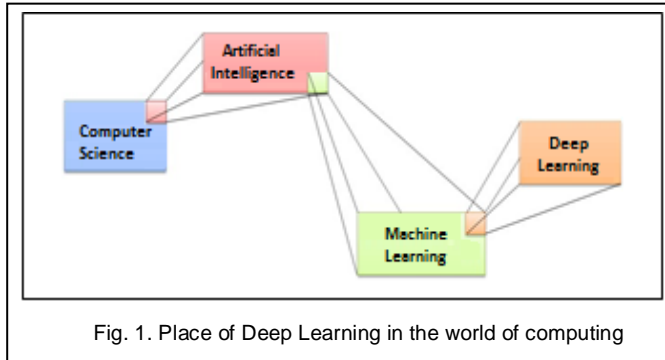 Artificial
Intelligence
Computer
Science
Deep
Learning
Machine
Learning
Fig. 1. Place of Deep Learning in the world of computing